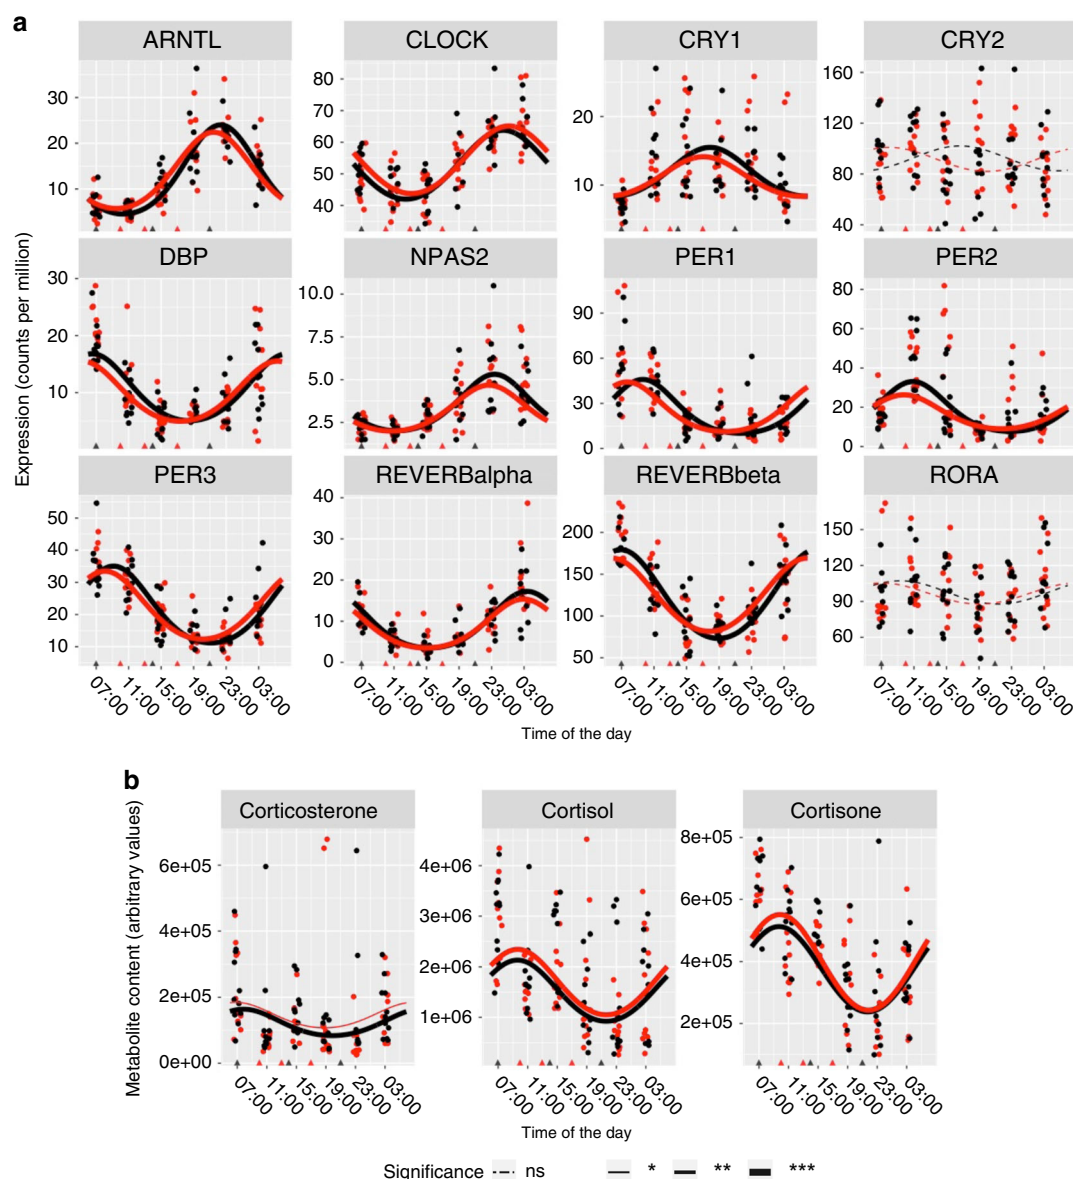 a
ARNTL CLOCK CRY1 CRY2
30 20 10
80 70 60 50 40
20 10
160 120 80 40
DBP NPAS2 PER1 PER2
30 20 10
10.0 7.5 5.0 2.5
90 60 30 0
80 60 40 20 0
PER3 REVERBalpha REVERBbeta RORA
50 40 30 20 10
40 30 20 10 0
200 150 100 50
150 120 90 60
Expression (counts per million)
07:00 11:00 15:00 19:00 23:00 03:00
07:00 11:00 15:00 19:00 23:00 03:00
07:00 11:00 15:00 19:00 23:00 03:00
07:00 11:00 15:00 19:00 23:00 03:00
Time of the day
b
Corticosterone Cortisol Cortisone
6e+05 4e+05 2e+05 0e+00
4e+06 3e+06 2e+06 1e+06
8e+05 6e+05 4e+05 2e+05
Metabolite content (arbitrary values)
07:00 11:00 15:00 19:00 23:00 03:00
07:00 11:00 15:00 19:00 23:00 03:00
07:00 11:00 15:00 19:00 23:00 03:00
Time of the day
Significance ns * ** ***